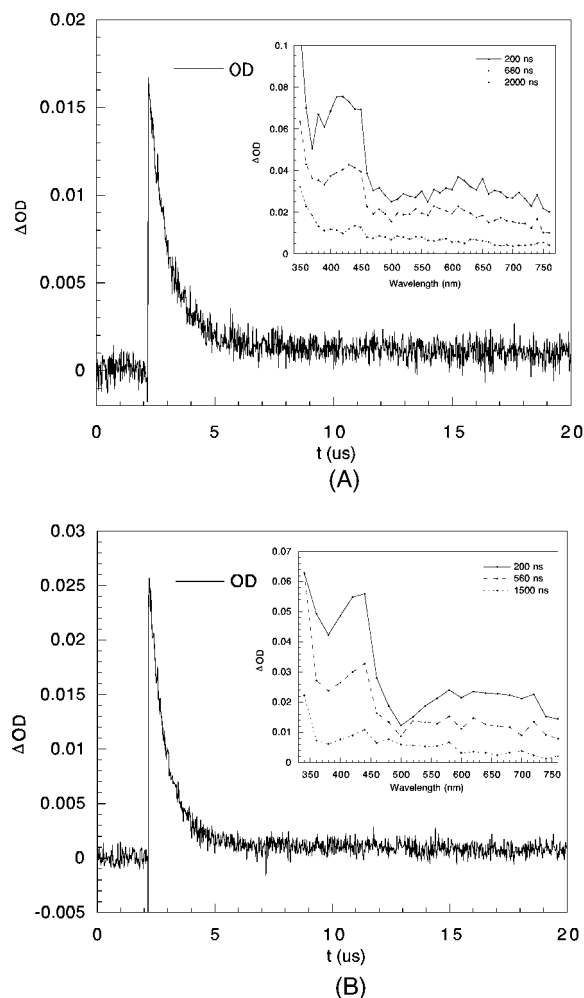 0.02
0.015
0.01
0.005
0
ΔOD
OD
0.1
0.08
0.06
0.04
0.02
0
ΔOD
200 ns
680 ns
2000 ns
350 400 450 500 550 600 650 700 750
Wavelength (nm)
0 5 10 15 20
t (us)
(A)
0.03
0.025
0.02
0.015
0.01
0.005
0
-0.005
ΔOD
OD
0.07
0.06
0.05
0.04
0.03
0.02
0.01
0
ΔOD
200 ns
560 ns
1500 ns
350 400 450 500 550 600 650 700 750
Wavelength (nm)
0 5 10 15 20
t (us)
(B)